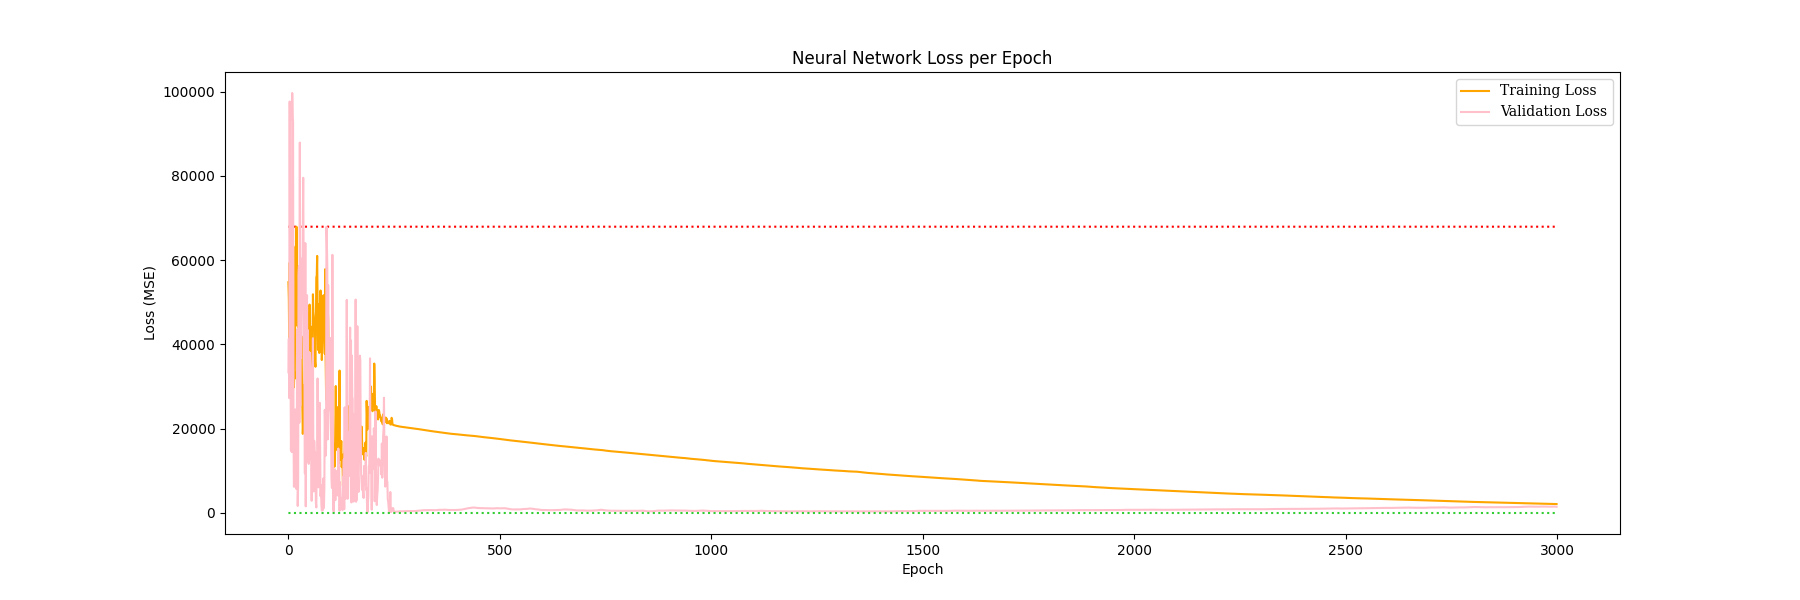 Neural Network Loss per Epoch
Training Loss
Validation Loss
100000
80000
60000
40000
20000
0
Loss (MSE)
0
500
1000
1500
2000
2500
3000
Epoch